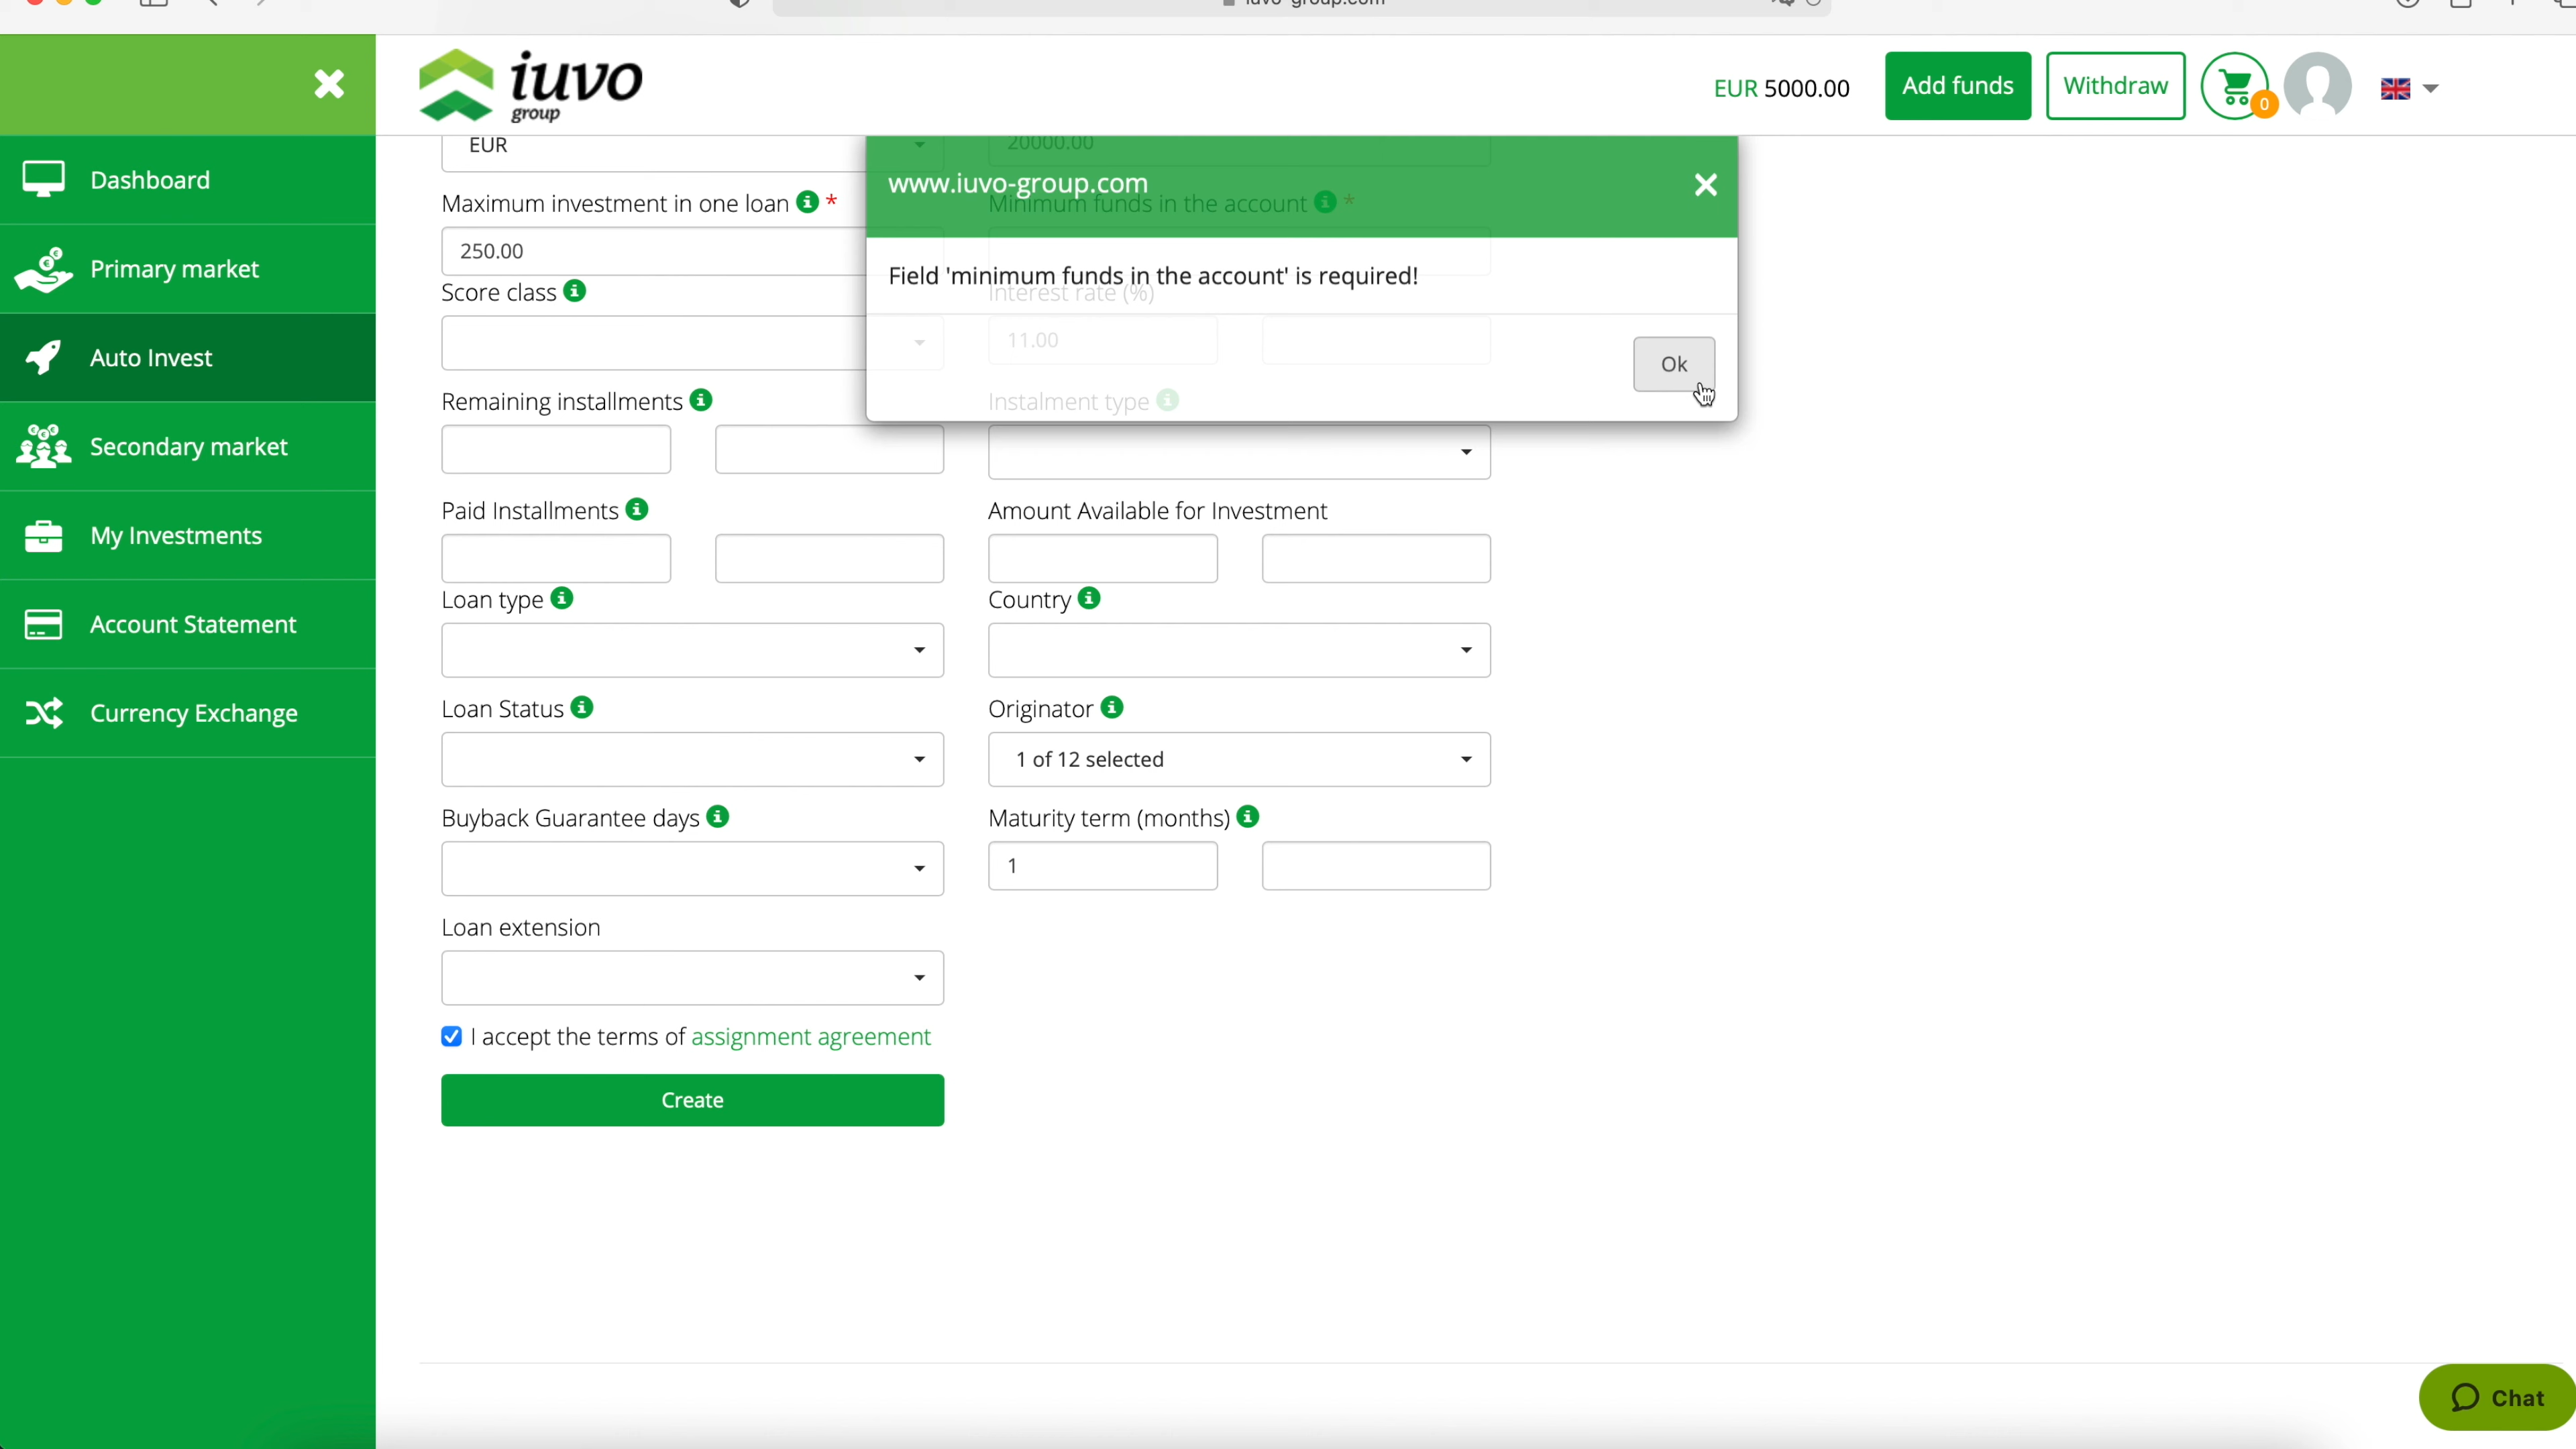 iuvo-group.com
iuvo
group
EUR 5000.00
Add funds
Withdraw
0
Dashboard
Primary market
Auto Invest
Secondary market
My Investments
Account Statement
Currency Exchange
EUR
20000.00
www.iuvo-group.com
Maximum investment in one loan *
Minimum funds in the account *
250.00
Field 'minimum funds in the account' is required!
Score class
Interest rate (%)
11.00
Ok
Remaining installments
Instalment type
Paid Installments
Amount Available for Investment
Loan type
Country
Loan Status
Originator
1 of 12 selected
Buyback Guarantee days
Maturity term (months)
1
Loan extension
I accept the terms of assignment agreement
Create
Chat